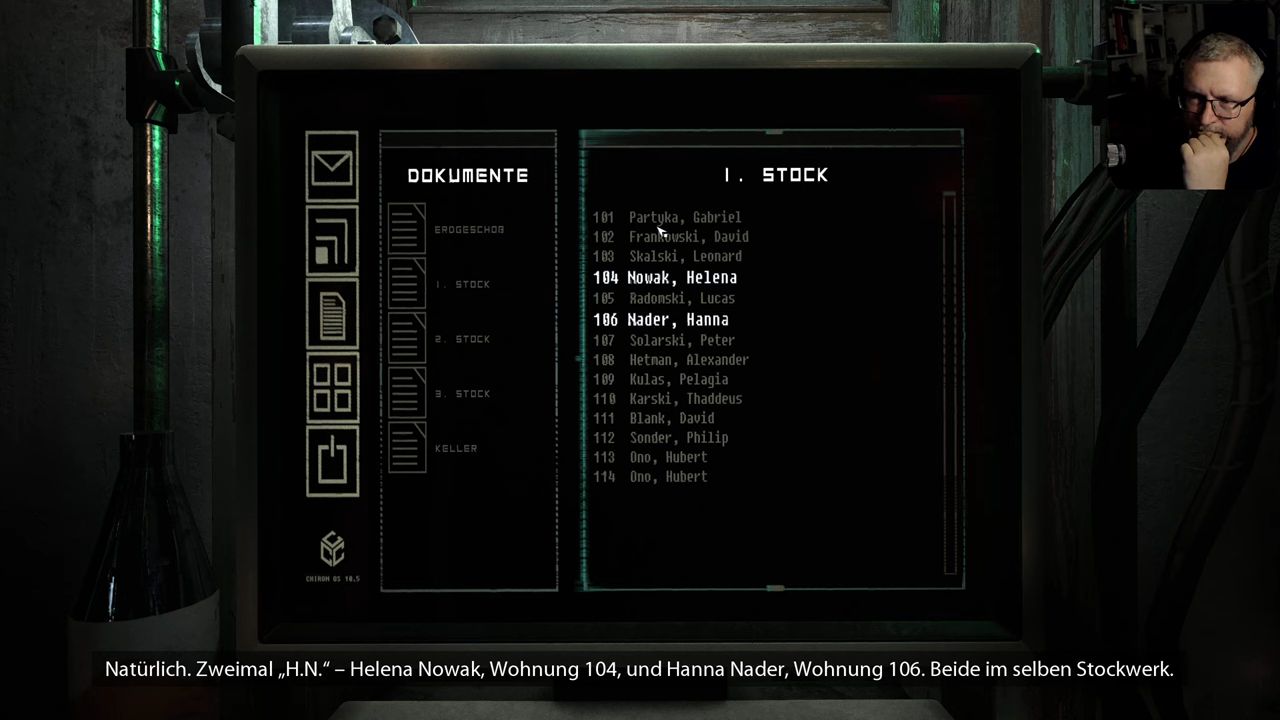 DOKUMENTE
ERDGESCHOß
1. STOCK
2. STOCK
3. STOCK
KELLER
1. STOCK
101 Partyka, Gabriel
102 Frankowski, David
103 Skalski, Leonard
104 Nowak, Helena
105 Radomski, Lucas
106 Nader, Hanna
107 Solarski, Peter
108 Hetman, Alexander
109 Kulas, Pelagia
110 Karski, Thaddeus
111 Blank, David
112 Sonder, Philip
113 Ono, Hubert
114 Ono, Hubert
CHIRON OS 10.5
Natürlich. Zweimal „H.N.“ – Helena Nowak, Wohnung 104, und Hanna Nader, Wohnung 106. Beide im selben Stockwerk.